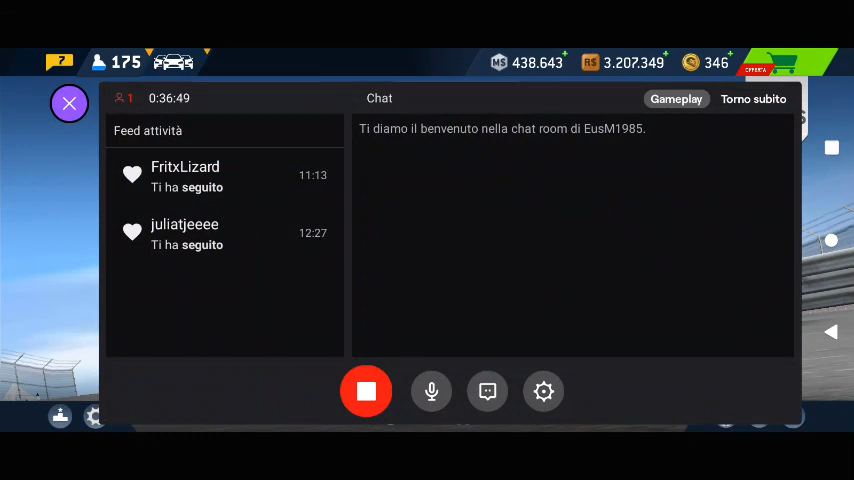 7
175
M$ 438.643
R$ 3.207.349
346
OFFERTA
1
0:36:49
Chat
Gameplay
Torno subito
Feed attività
Ti diamo il benvenuto nella chat room di EusM1985.
FritxLizard
Ti ha seguito
11:13
juliatjeeee
Ti ha seguito
12:27